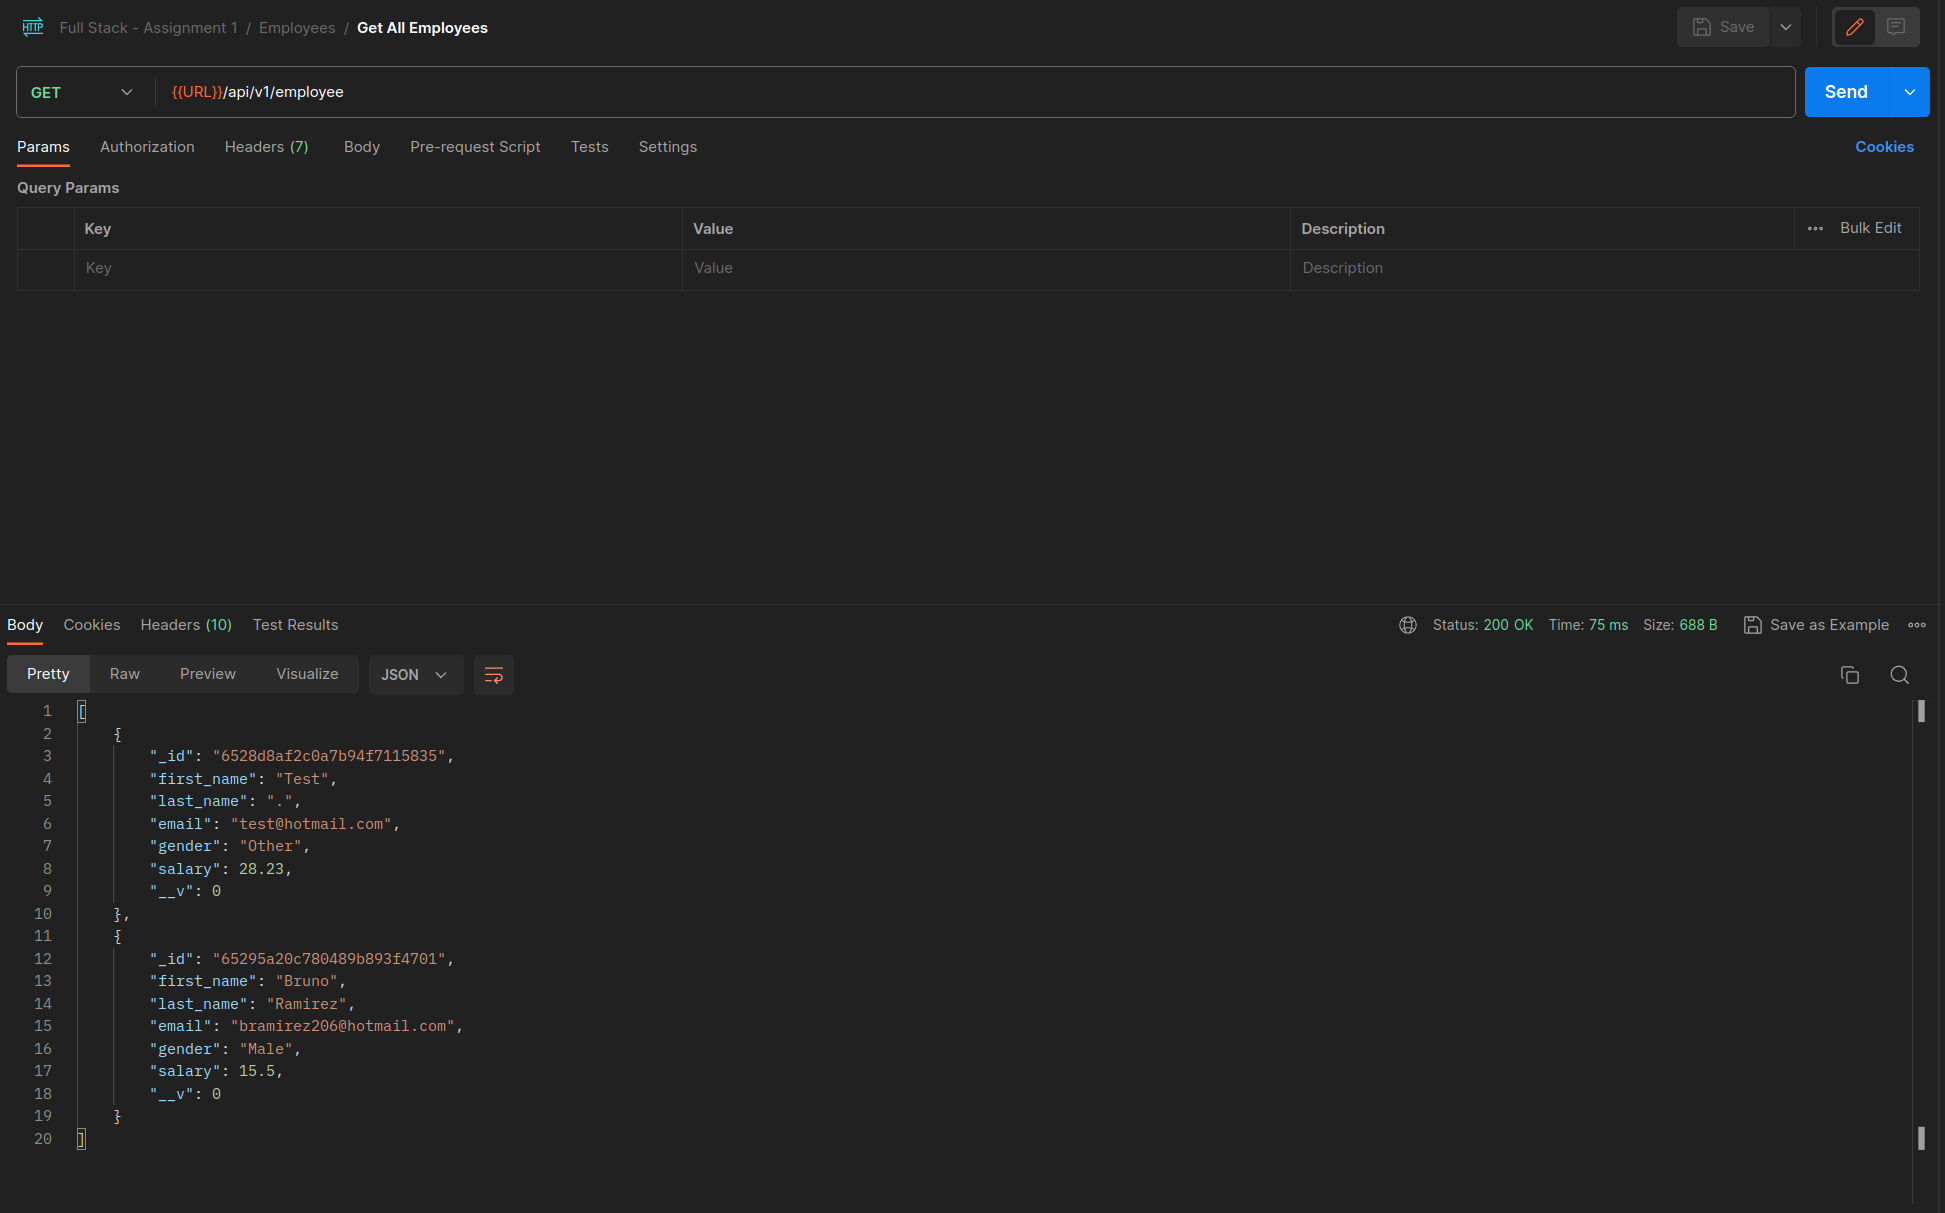 HTTP Full Stack - Assignment 1 / Employees / Get All Employees Save
GET {{URL}}/api/v1/employee Send
Params Authorization Headers (7) Body Pre-request Script Tests Settings Cookies
Query Params
Key Value Description Bulk Edit
Key Value Description
Body Cookies Headers (10) Test Results Status: 200 OK Time: 75 ms Size: 688 B Save as Example
Pretty Raw Preview Visualize JSON
1 [
2 {
3 "_id": "6528d8af2c0a7b94f7115835",
4 "first_name": "Test",
5 "last_name": ".",
6 "email": "test@hotmail.com",
7 "gender": "Other",
8 "salary": 28.23,
9 "__v": 0
10 },
11 {
12 "_id": "65295a20c780489b893f4701",
13 "first_name": "Bruno",
14 "last_name": "Ramirez",
15 "email": "bramirez206@hotmail.com",
16 "gender": "Male",
17 "salary": 15.5,
18 "__v": 0
19 }
20 ]